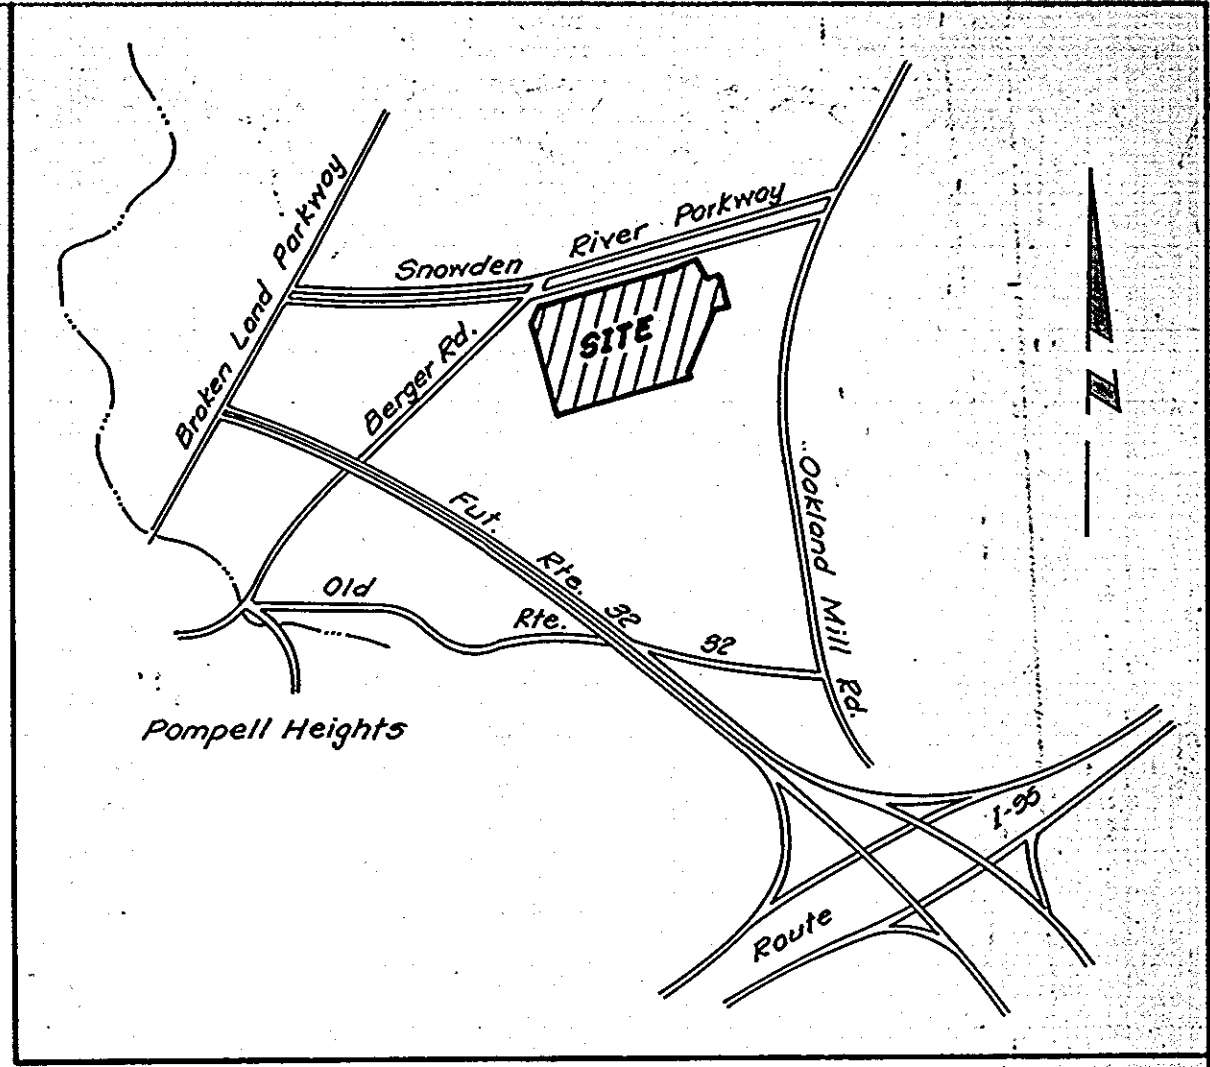 Broken Land Parkway
Snowden River Parkway
SITE
Berger Rd.
N
Oakland Mill Rd.
Fut. Rte. 32
Old Rte. 32
Pompell Heights
Route I-95